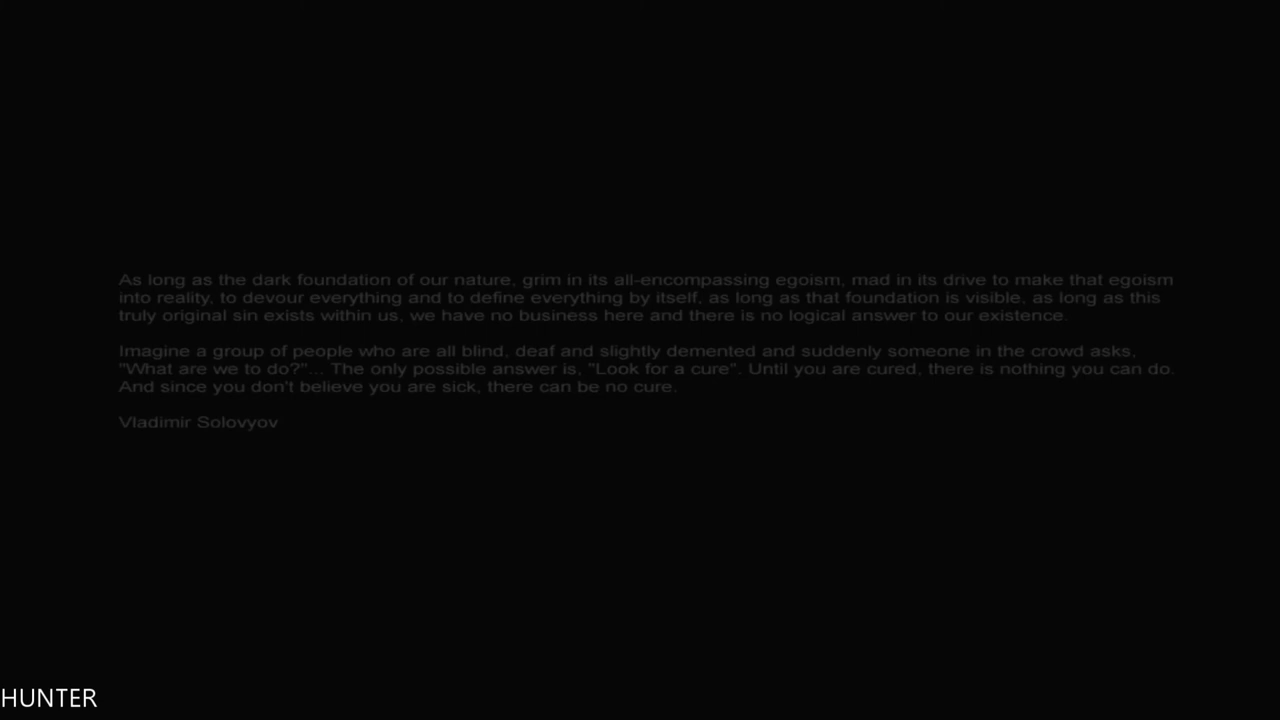 As long as the dark foundation of our nature, grim in its all-encompassing egoism, mad in its drive to make that egoism
into reality, to devour everything and to define everything by itself, as long as that foundation is visible, as long as this
truly original sin exists within us, we have no business here and there is no logical answer to our existence.
Imagine a group of people who are all blind, deaf and slightly demented and suddenly someone in the crowd asks,
"What are we to do?"... The only possible answer is, "Look for a cure". Until you are cured, there is nothing you can do.
And since you don't believe you are sick, there can be no cure.
Vladimir Solovyov
HUNTER